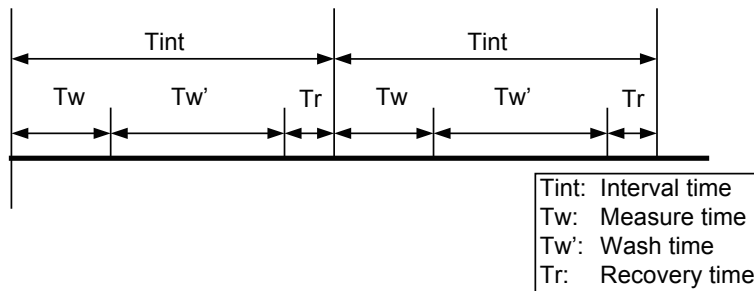 Tint Tint
Tw Tw’ Tr Tw Tw’ Tr
Tint: Interval time
Tw: Measure time
Tw’: Wash time
Tr: Recovery time